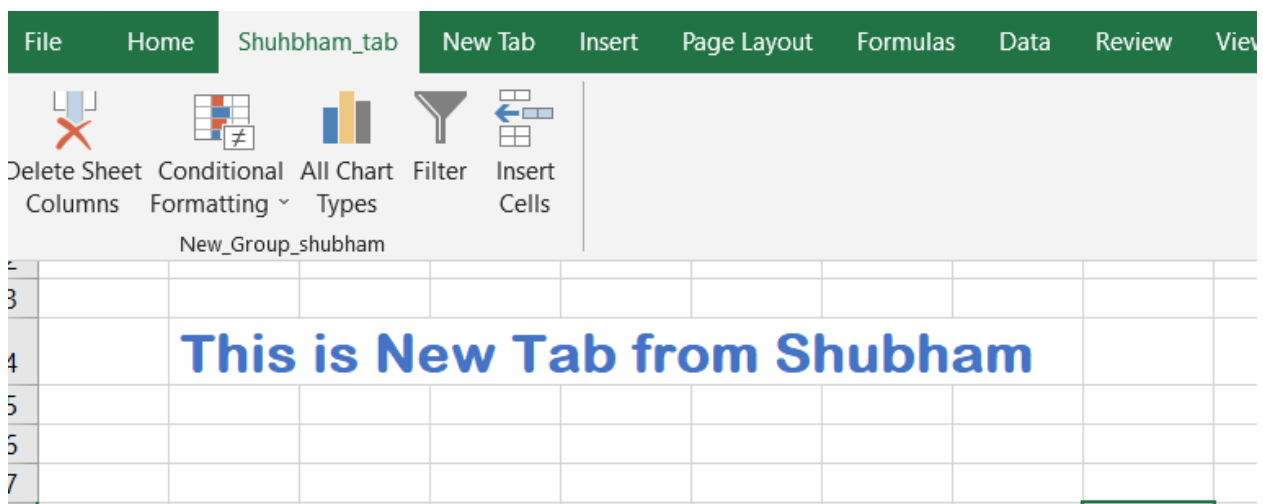 File Home Shuhbham_tab New Tab Insert Page Layout Formulas Data Review
Delete Sheet Conditional All Chart Filter Insert
Columns Formatting Types Cells
New_Group_shubham
3
This is New Tab from Shubham
4
5
6
7